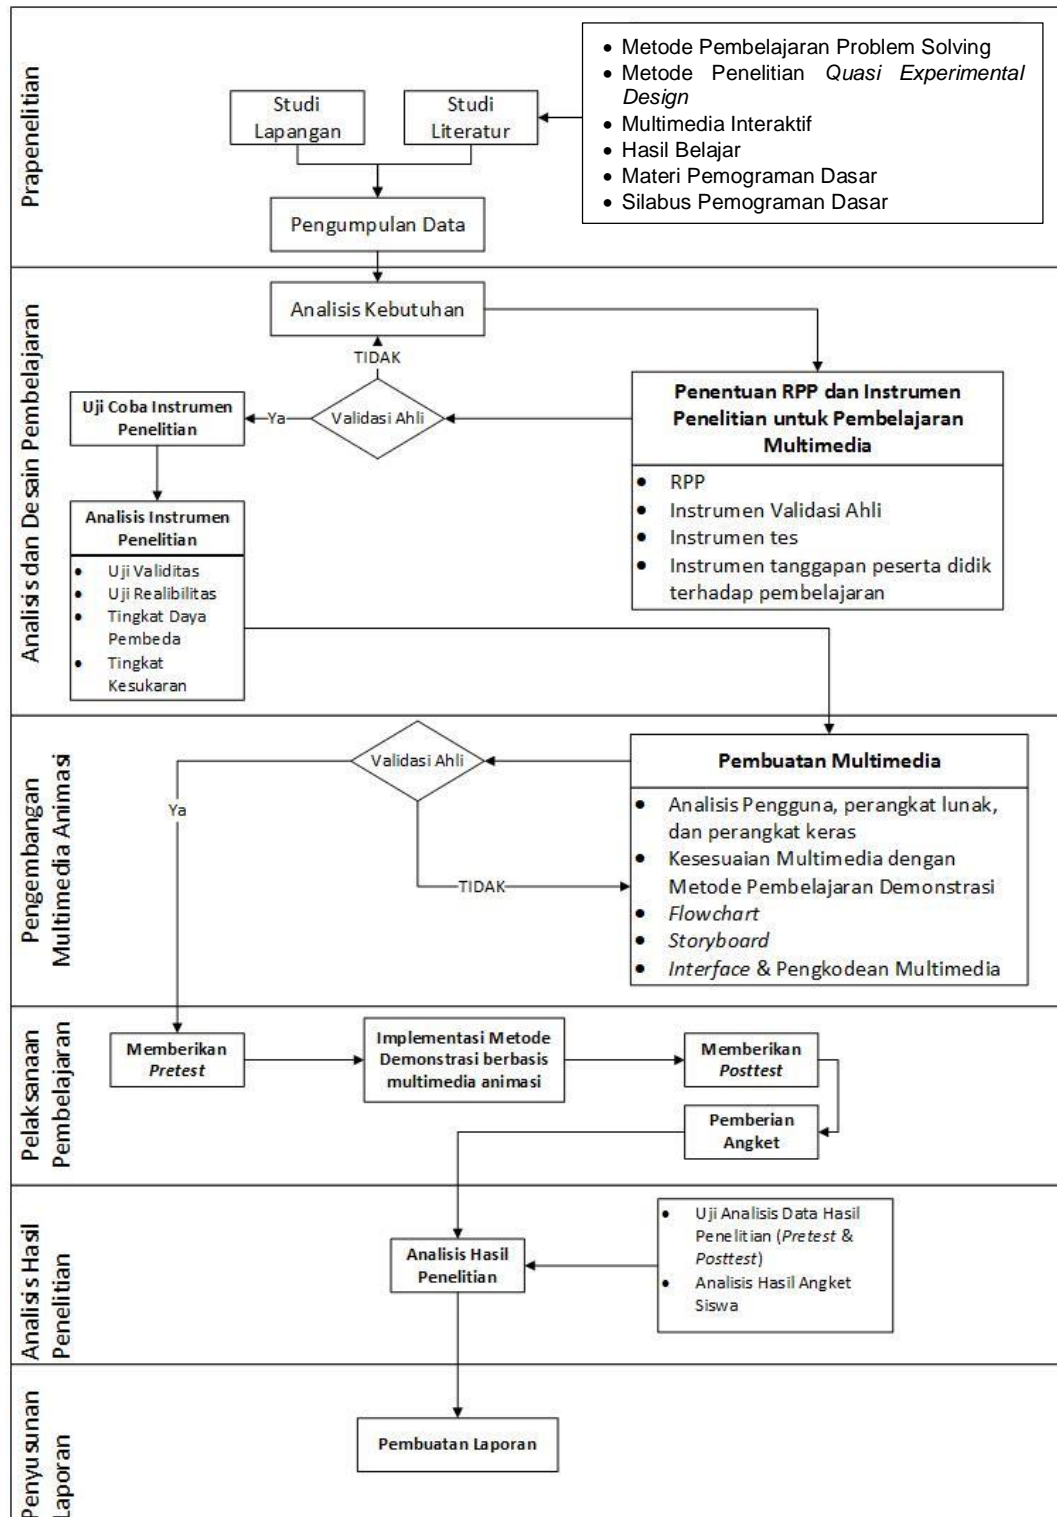 Prapenelitian
Studi
Lapangan
Studi
Literatur
• Metode Pembelajaran Problem Solving
• Metode Penelitian Quasi Experimental
Design
• Multimedia Interaktif
• Hasil Belajar
• Materi Pemograman Dasar
• Silabus Pemograman Dasar
Pengumpulan Data
Analisis dan Desain Pembelajaran
Analisis Kebutuhan
TIDAK
Validasi Ahli
Ya
Uji Coba Instrumen
Penelitian
Penentuan RPP dan Instrumen
Penelitian untuk Pembelajaran
Multimedia
• RPP
• Instrumen Validasi Ahli
• Instrumen tes
• Instrumen tanggapan peserta didik
terhadap pembelajaran
Analisis Instrumen
Penelitian
• Uji Validitas
• Uji Realibilitas
• Tingkat Daya
Pembeda
• Tingkat
Kesukaran
Pengembangan
Multimedia Animasi
Validasi Ahli
Ya
TIDAK
Pembuatan Multimedia
• Analisis Pengguna, perangkat lunak,
dan perangkat keras
• Kesesuaian Multimedia dengan
Metode Pembelajaran Demonstrasi
• Flowchart
• Storyboard
• Interface & Pengkodean Multimedia
Pelaksanaan
Pembelajaran
Memberikan
Pretest
Implementasi Metode
Demonstrasi berbasis
multimedia animasi
Memberikan
Posttest
Pemberian
Angket
Analisis Hasil
Penelitian
Analisis Hasil
Penelitian
• Uji Analisis Data Hasil
Penelitian (Pretest &
Posttest)
• Analisis Hasil Angket
Siswa
Penyusunan
Laporan
Pembuatan Laporan